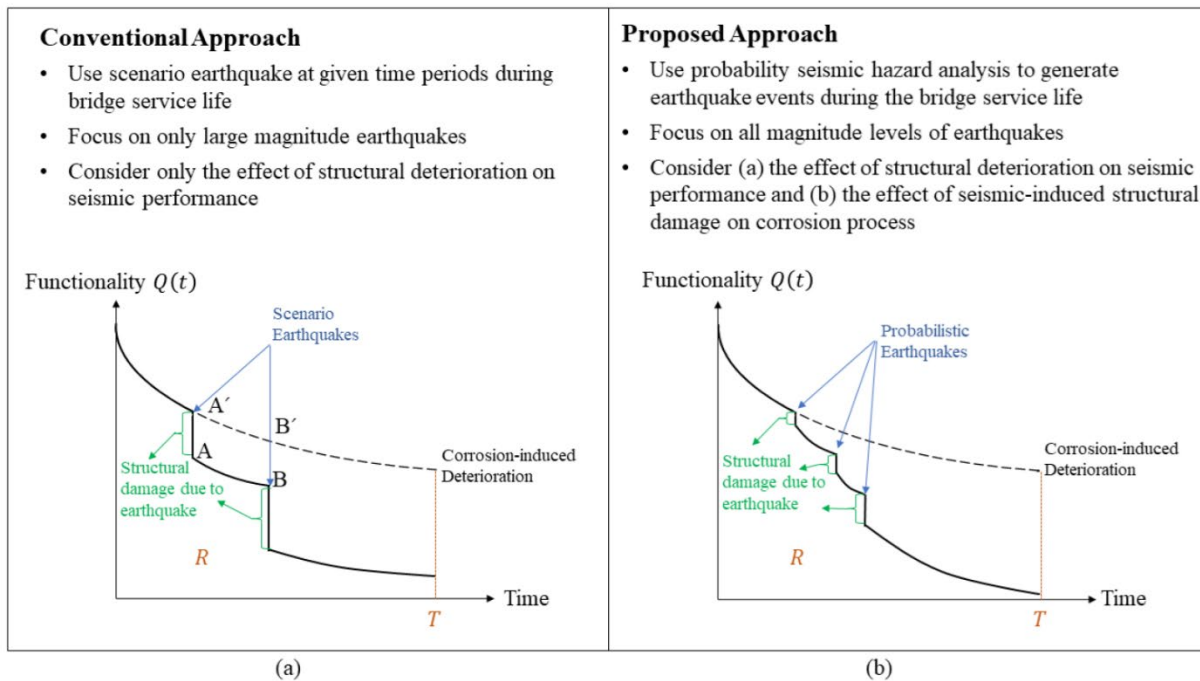 Conventional Approach
• Use scenario earthquake at given time periods during
bridge service life
• Focus on only large magnitude earthquakes
• Consider only the effect of structural deterioration on
seismic performance
Functionality Q(t)
Scenario
Earthquakes
A′
B′
A
B
Corrosion-induced
Deterioration
Structural
damage due to
earthquake
R
Time
T
(a)
Proposed Approach
• Use probability seismic hazard analysis to generate
earthquake events during the bridge service life
• Focus on all magnitude levels of earthquakes
• Consider (a) the effect of structural deterioration on seismic
performance and (b) the effect of seismic-induced structural
damage on corrosion process
Functionality Q(t)
Probabilistic
Earthquakes
Corrosion-induced
Deterioration
Structural
damage due to
earthquake
R
Time
T
(b)